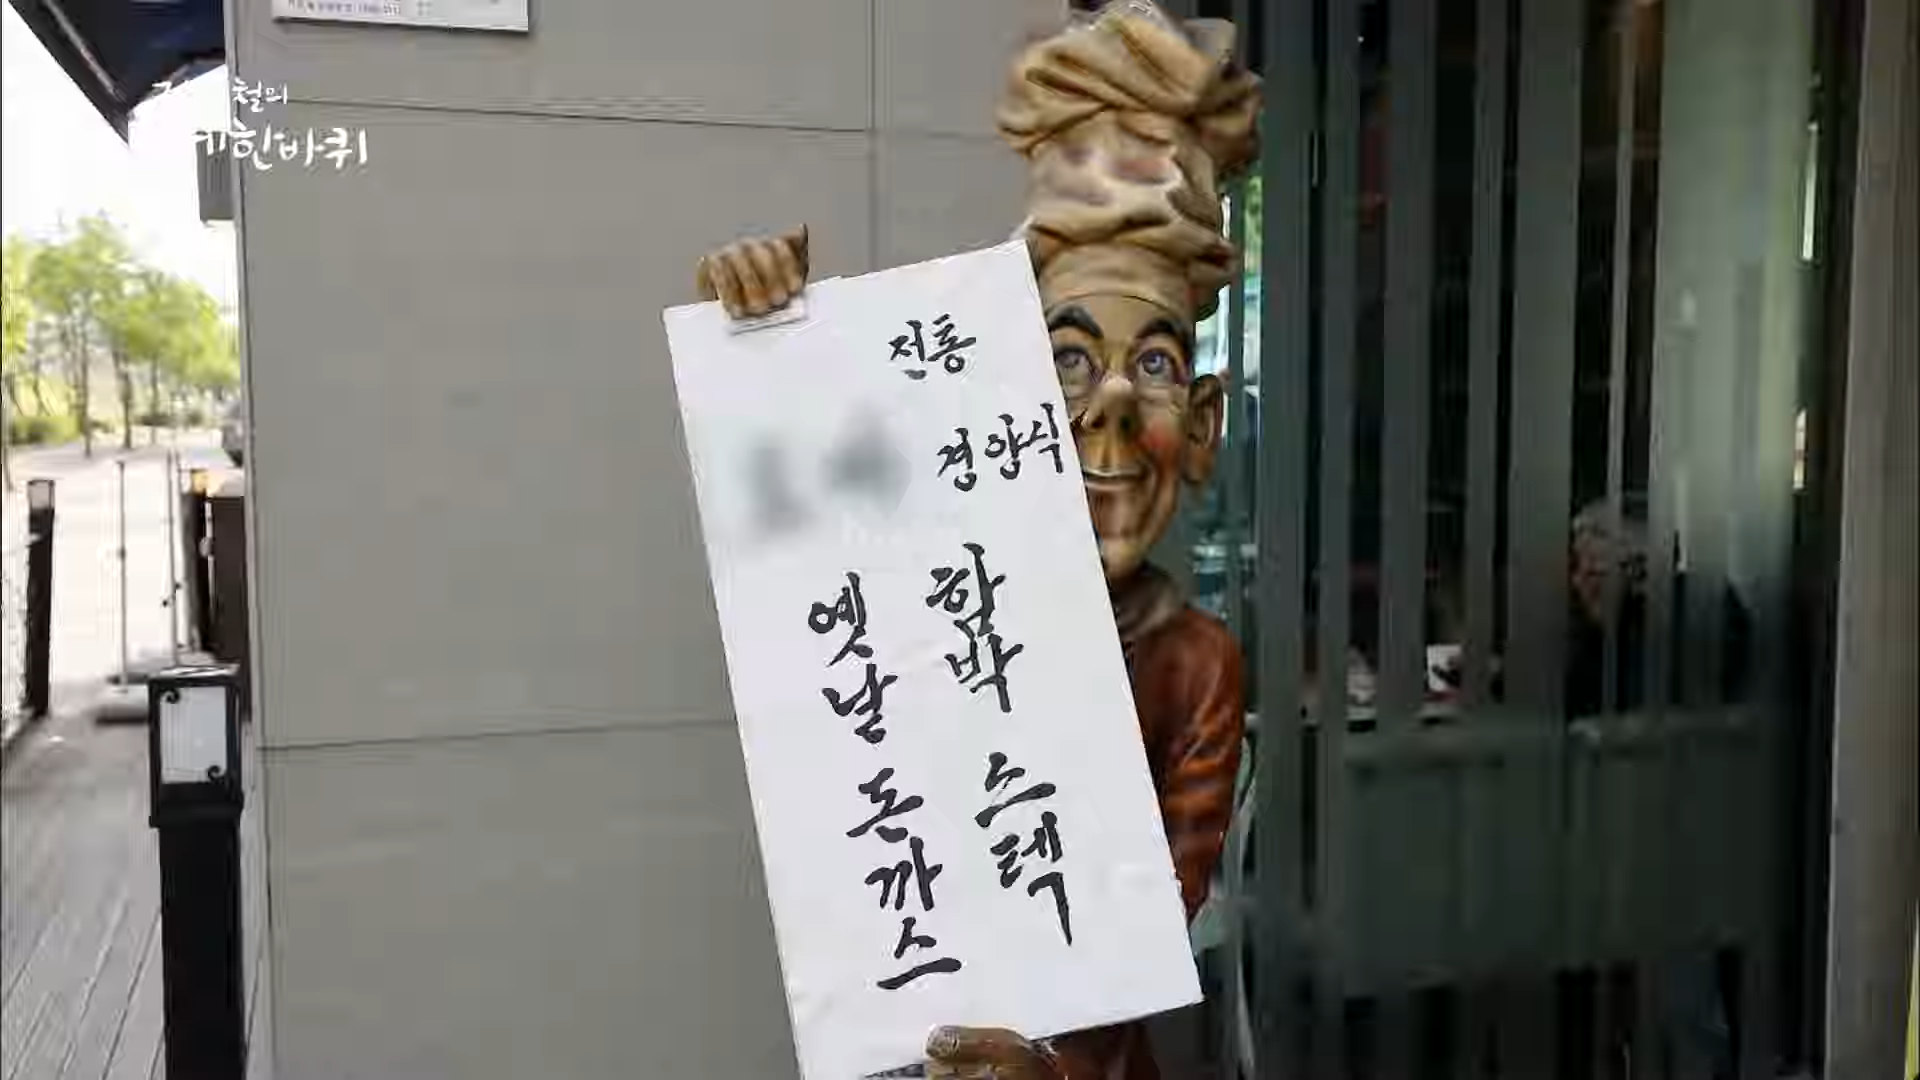 철의
한바퀴
전통
경양식
함박 스텍
옛날 돈까스